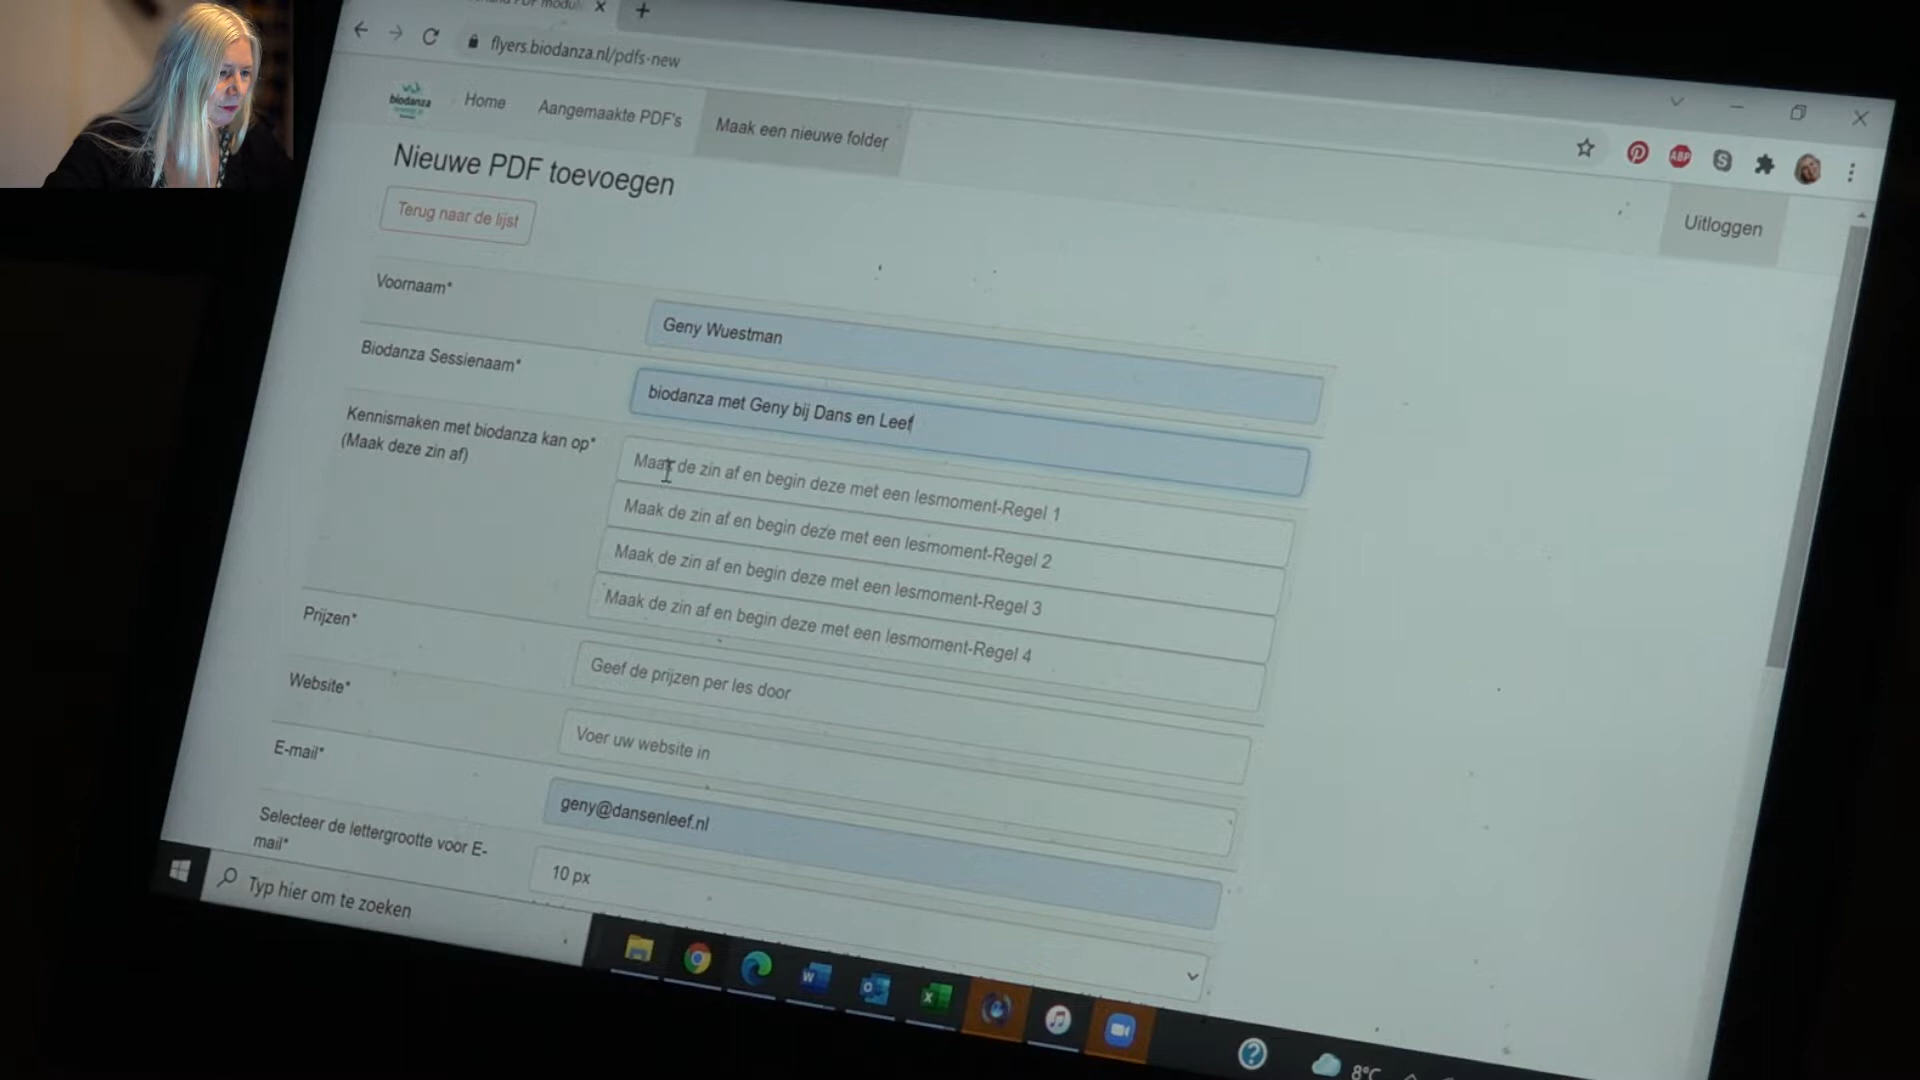 flyers.biodanza.nl/pdfs-new
biodanza
Home
Aangemaakte PDF's
Maak een nieuwe folder
ABP
Uitloggen
Nieuwe PDF toevoegen
Terug naar de lijst
Voornaam*
Geny Wuestman
Biodanza Sessienaam*
biodanza met Geny bij Dans en Leef
Kennismaken met biodanza kan op*
(Maak deze zin af)
Maak de zin af en begin deze met een lesmoment-Regel 1
Maak de zin af en begin deze met een lesmoment-Regel 2
Maak de zin af en begin deze met een lesmoment-Regel 3
Maak de zin af en begin deze met een lesmoment-Regel 4
Prijzen*
Geef de prijzen per les door
Website*
Voer uw website in
E-mail*
geny@dansenleef.nl
Selecteer de lettergrootte voor E-
mail*
10 px
Typ hier om te zoeken
8°C